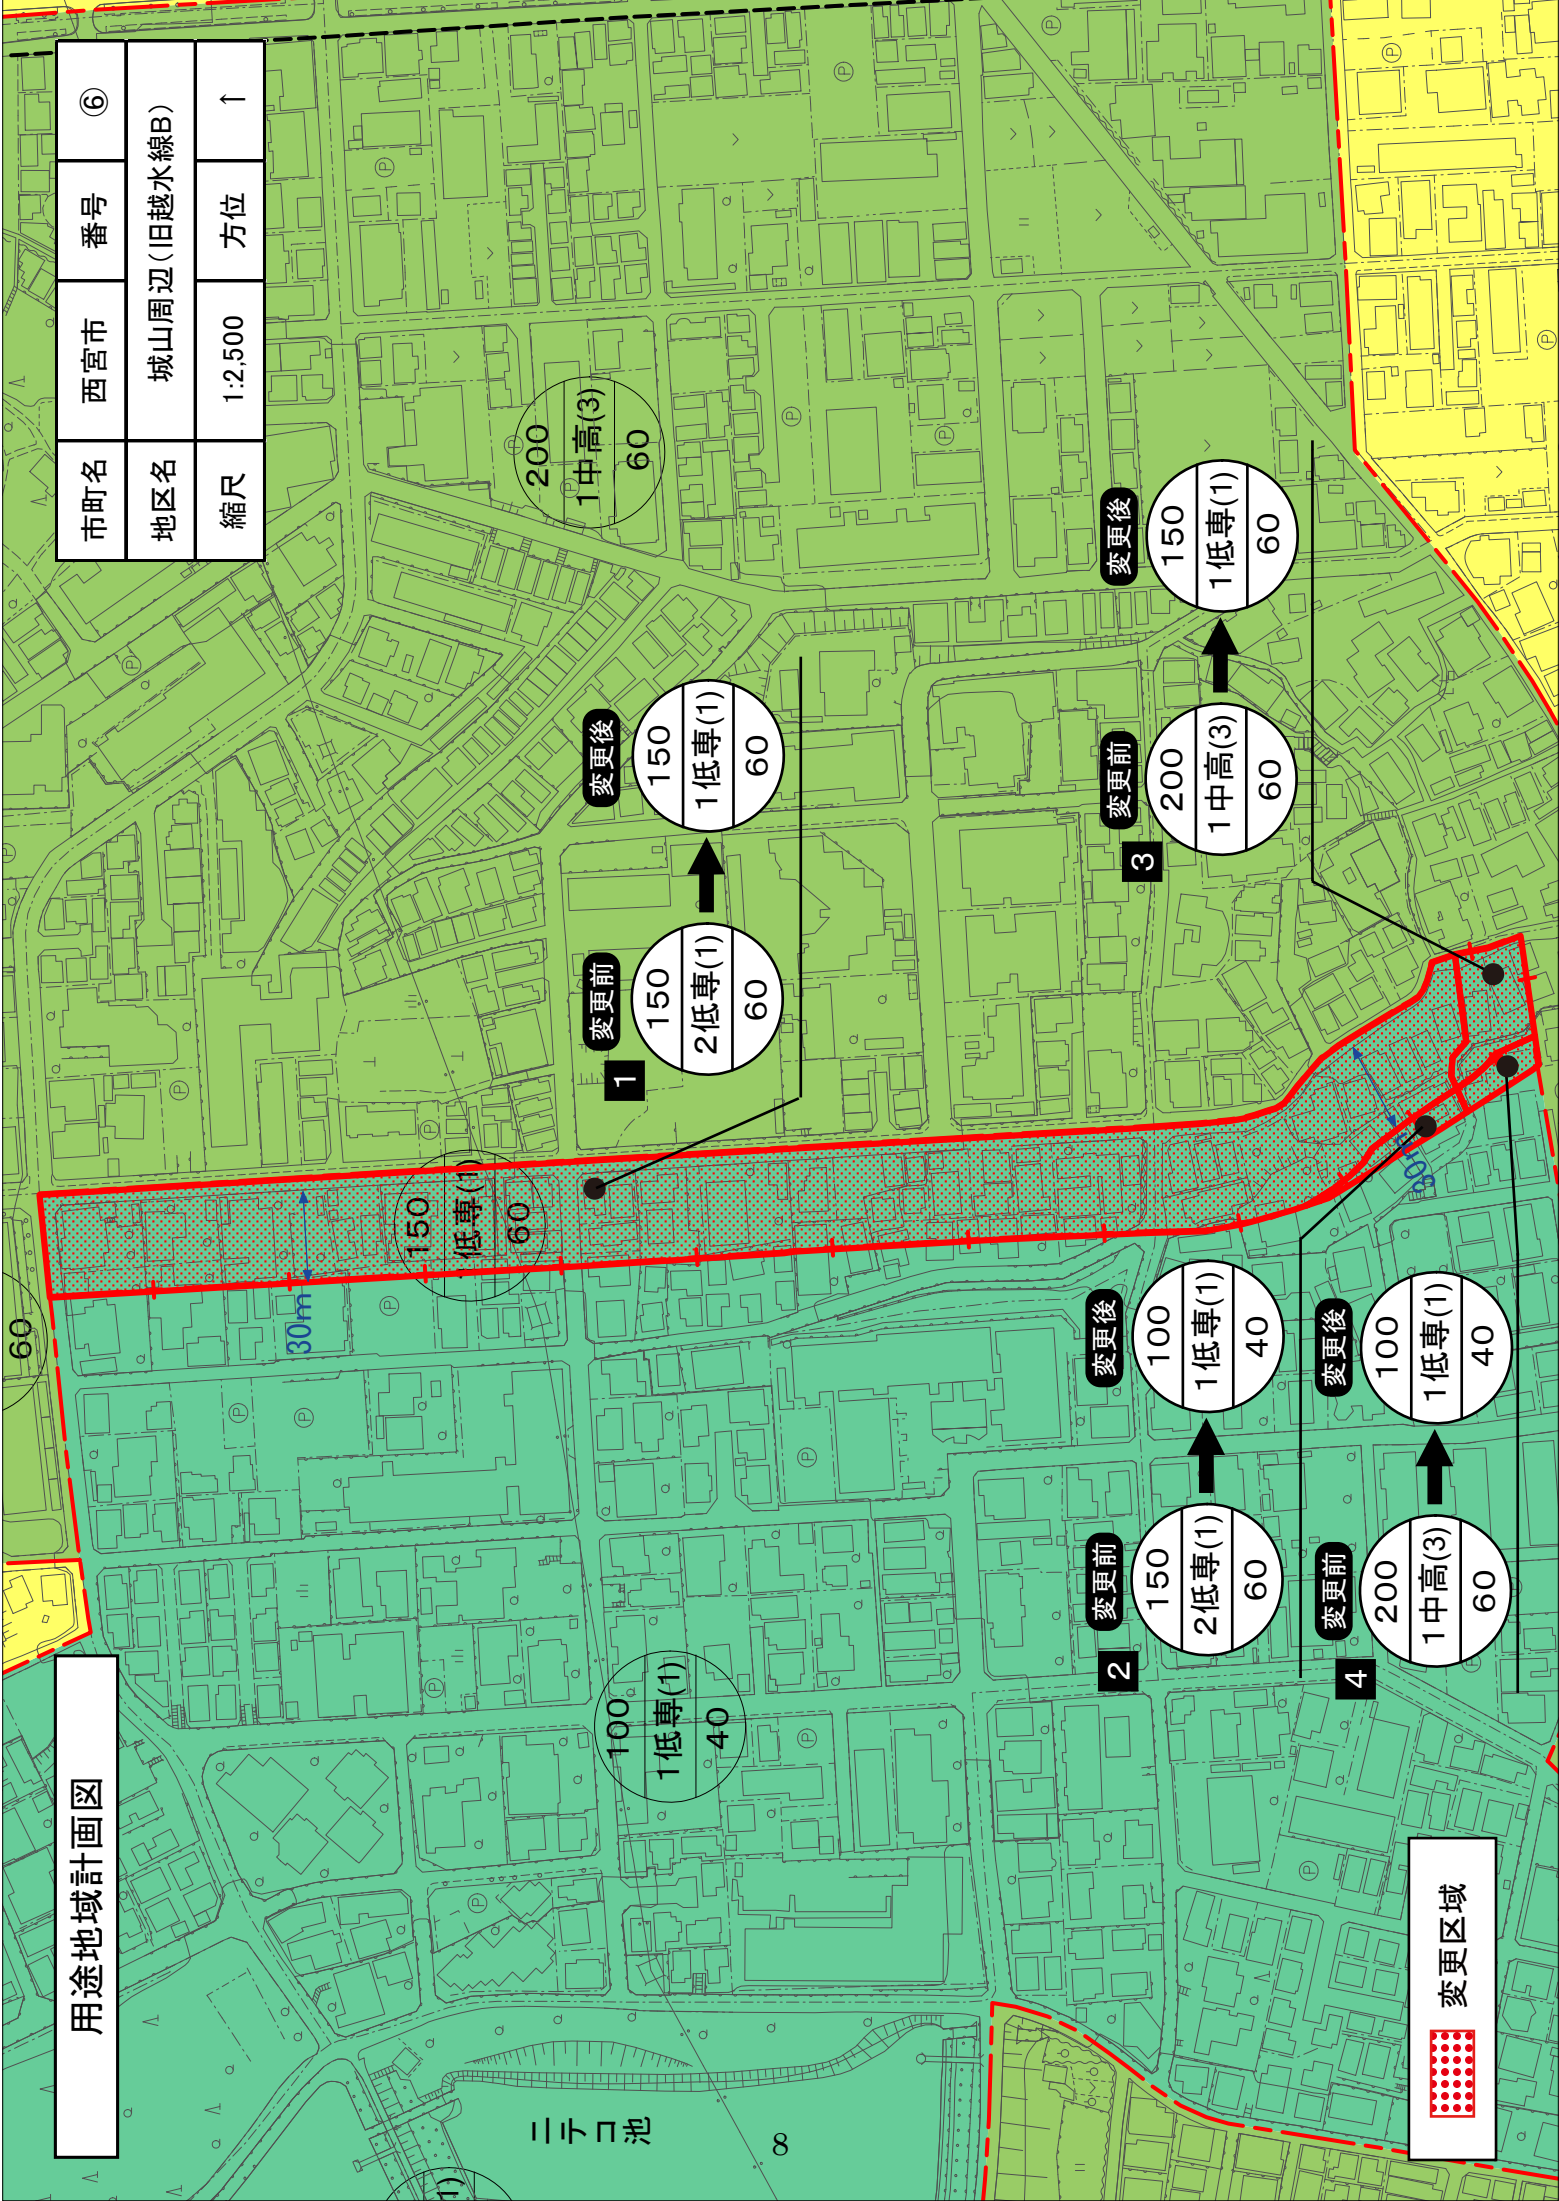 用途地域計画図
市町名 西宮市 番号 ⑥
地区名 城山周辺(旧越水線B)
縮尺 1:2,500 方位 ↑
60
200
1中高(3)
60
150
1低専(1)
60
30m
1
変更前
150
2低専(1)
60
変更後
150
1低専(1)
60
100
1低専(1)
40
2
変更前
150
2低専(1)
60
変更後
100
1低専(1)
40
3
変更前
200
1中高(3)
60
変更後
150
1低専(1)
60
30m
4
変更前
200
1中高(3)
60
変更後
100
1低専(1)
40
ニテコ池
1)
変更区域
8